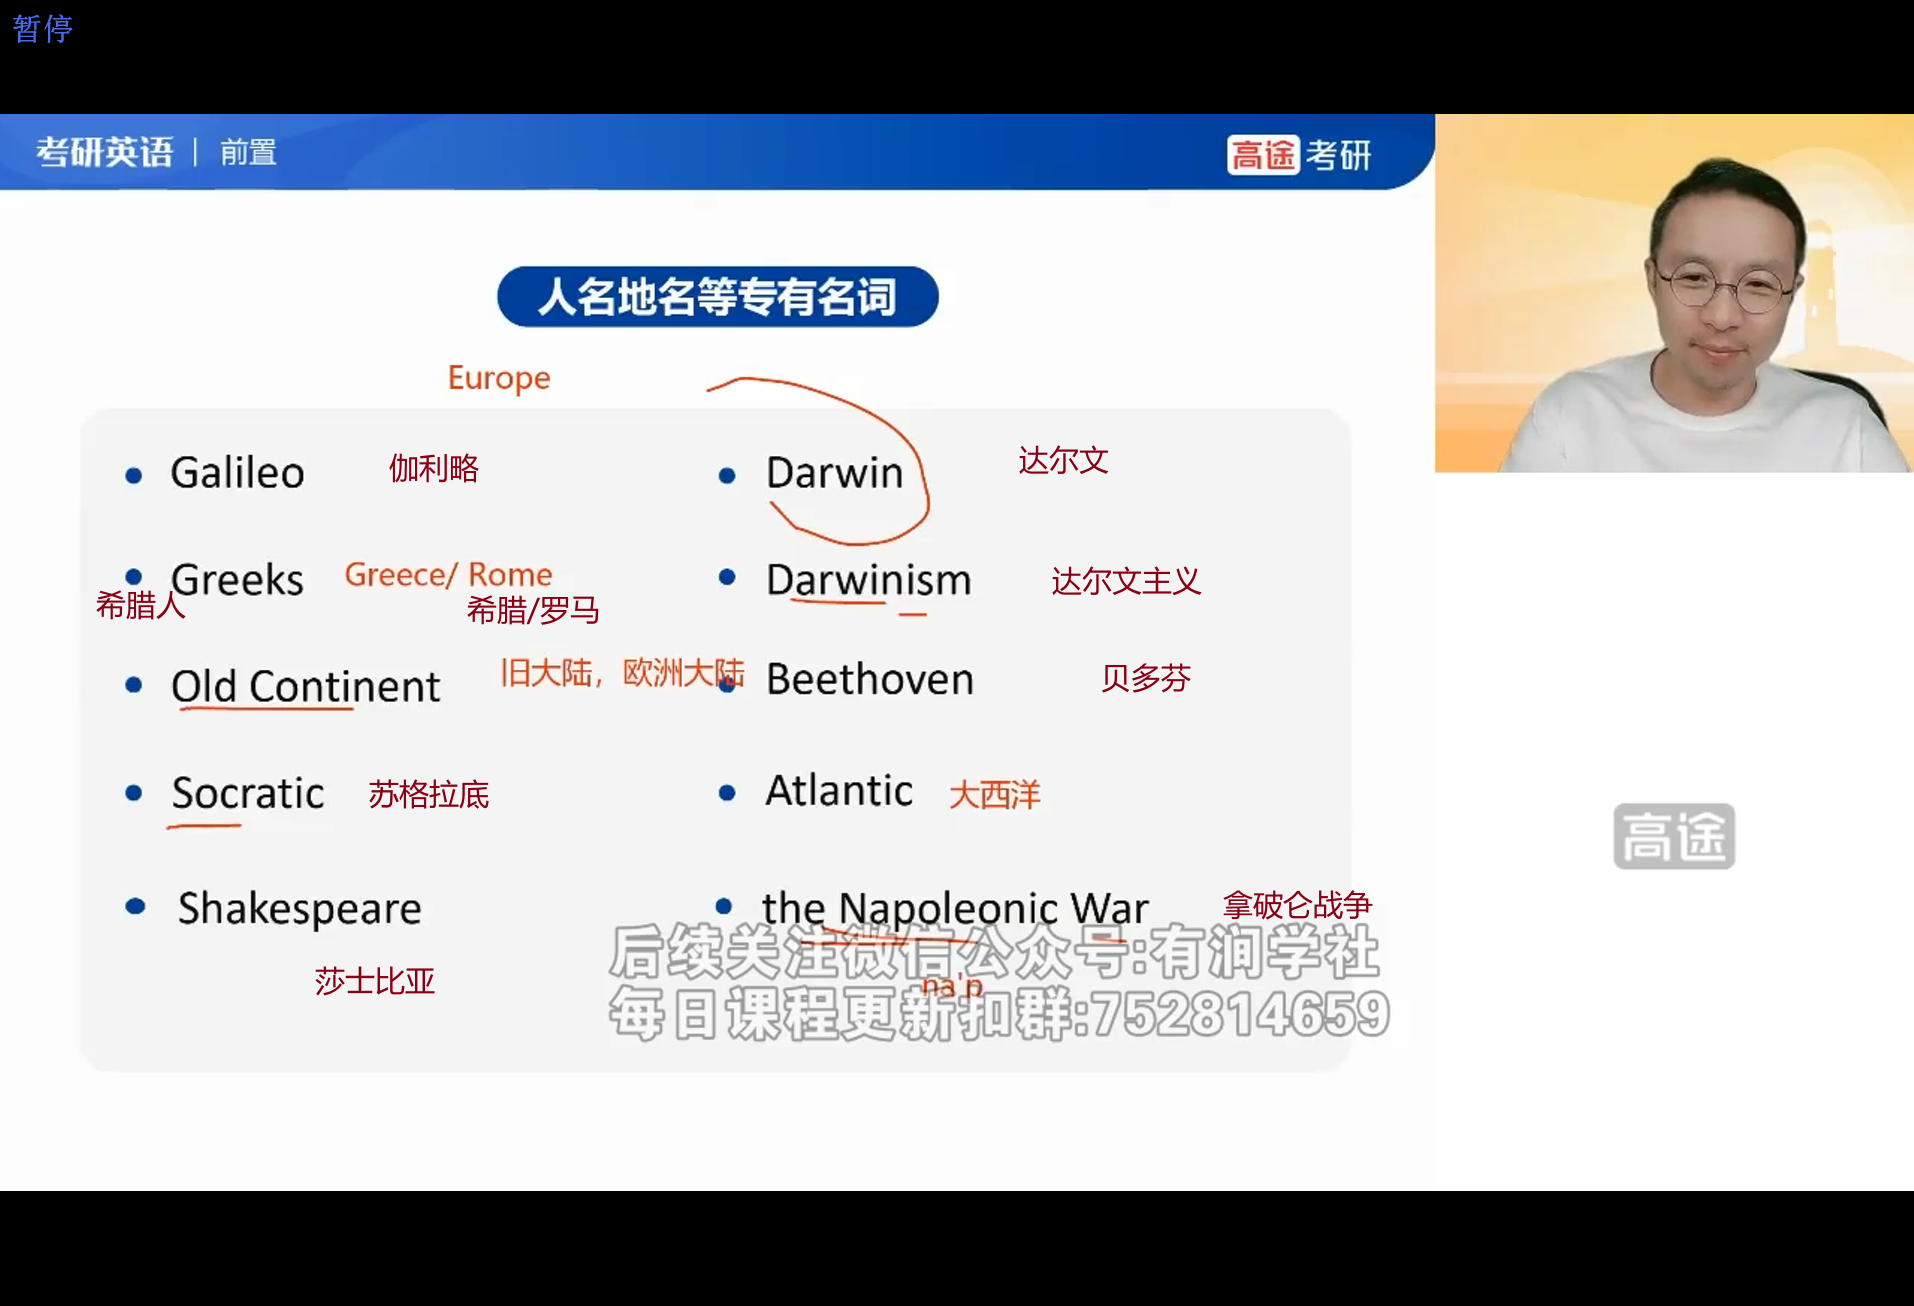 暂停
考研英语 | 前置
高途 考研
人名地名等专有名词
Europe
Galileo 伽利略
Darwin 达尔文
Greeks Greece/ Rome
希腊人
希腊/罗马
Darwinism 达尔文主义
Old Continent 旧大陆，欧洲大陆
Beethoven 贝多芬
Socratic 苏格拉底
Atlantic 大西洋
高途
Shakespeare
莎士比亚
the Napoleonic War 拿破仑战争
后续关注微信公众号:有润学社
na'p
每日课程更新扣群:752814659